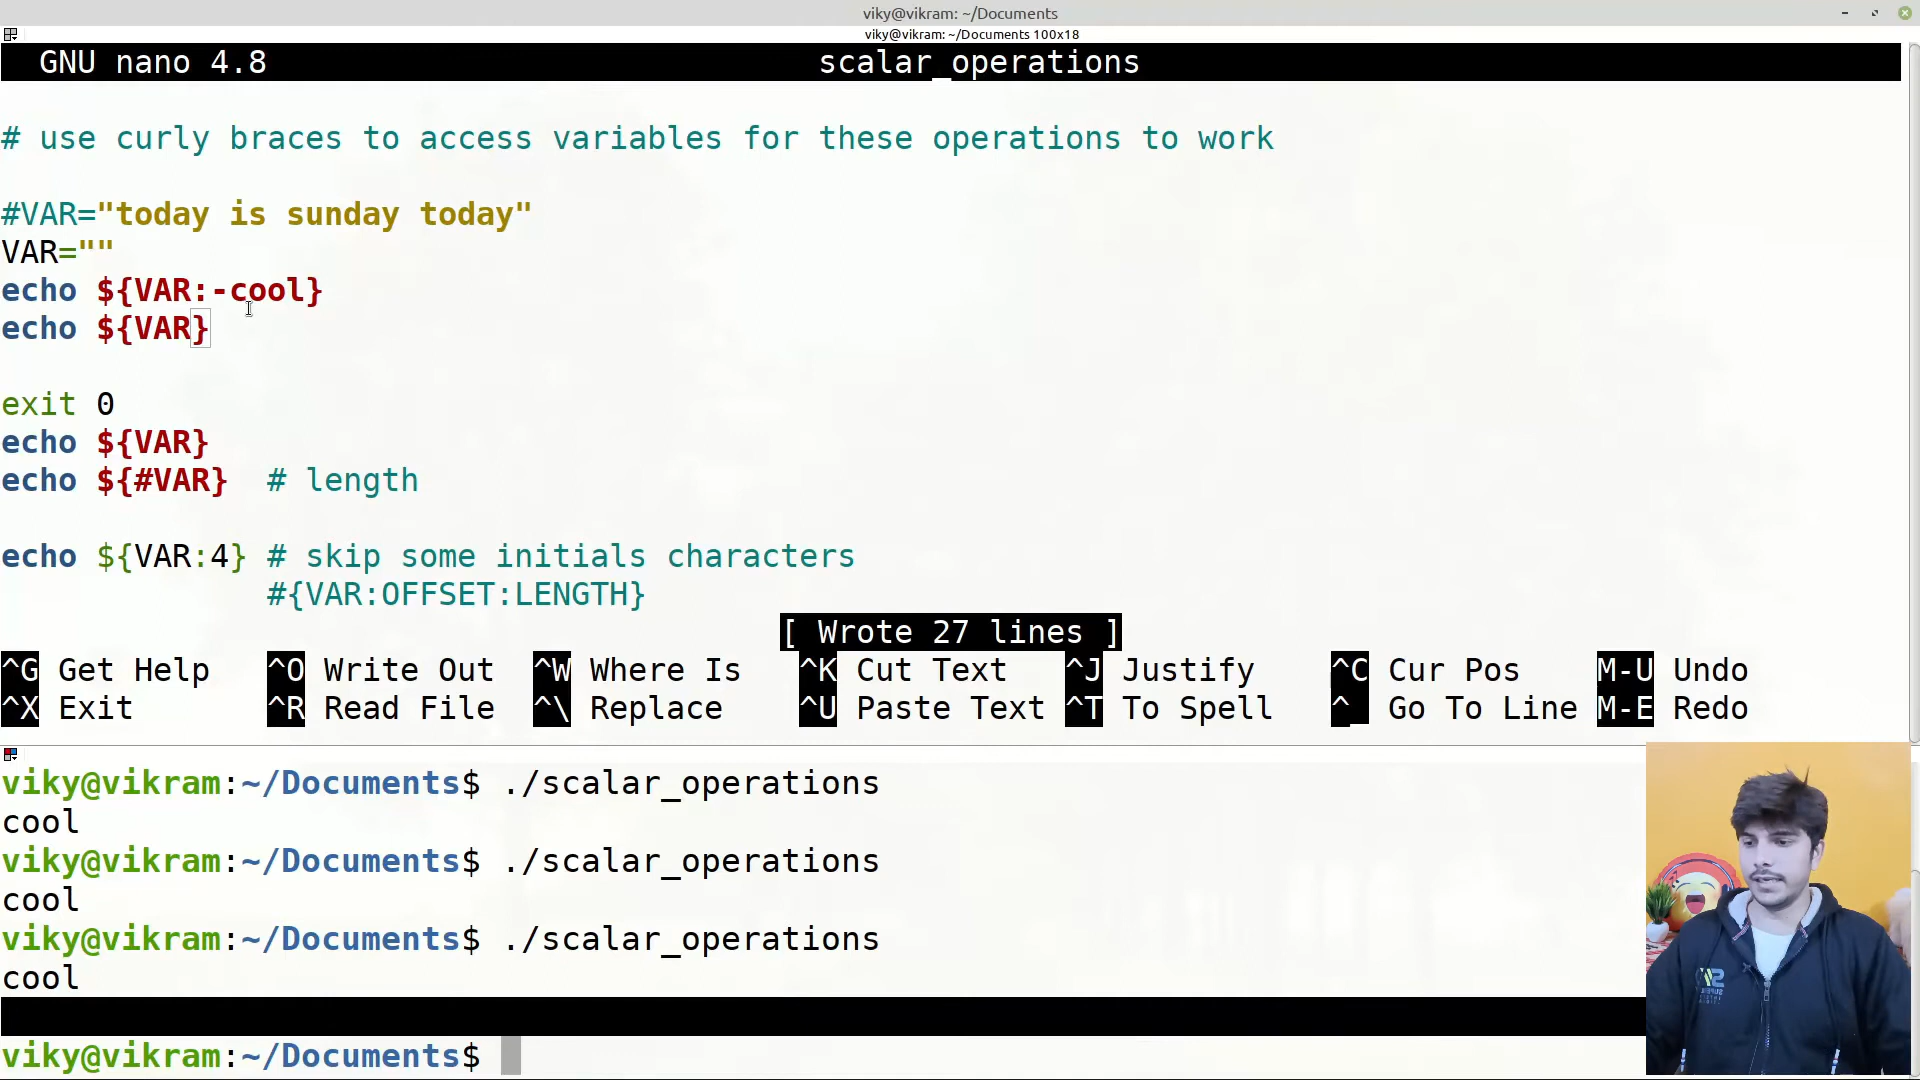 viky@vikram: ~/Documents
viky@vikram: ~/Documents 100x18
GNU nano 4.8 scalar_operations
# use curly braces to access variables for these operations to work
#VAR="today is sunday today"
VAR=""
echo ${VAR:-cool}
echo ${VAR}
exit 0
echo ${VAR}
echo ${#VAR}  # length
echo ${VAR:4} # skip some initials characters
#{VAR:OFFSET:LENGTH}
[ Wrote 27 lines ]
^G Get Help ^O Write Out ^W Where Is ^K Cut Text ^J Justify ^C Cur Pos M-U Undo
^X Exit ^R Read File ^\ Replace ^U Paste Text ^T To Spell ^_ Go To Line M-E Redo
viky@vikram:~/Documents$ ./scalar_operations
cool
viky@vikram:~/Documents$ ./scalar_operations
cool
viky@vikram:~/Documents$ ./scalar_operations
cool
viky@vikram:~/Documents$